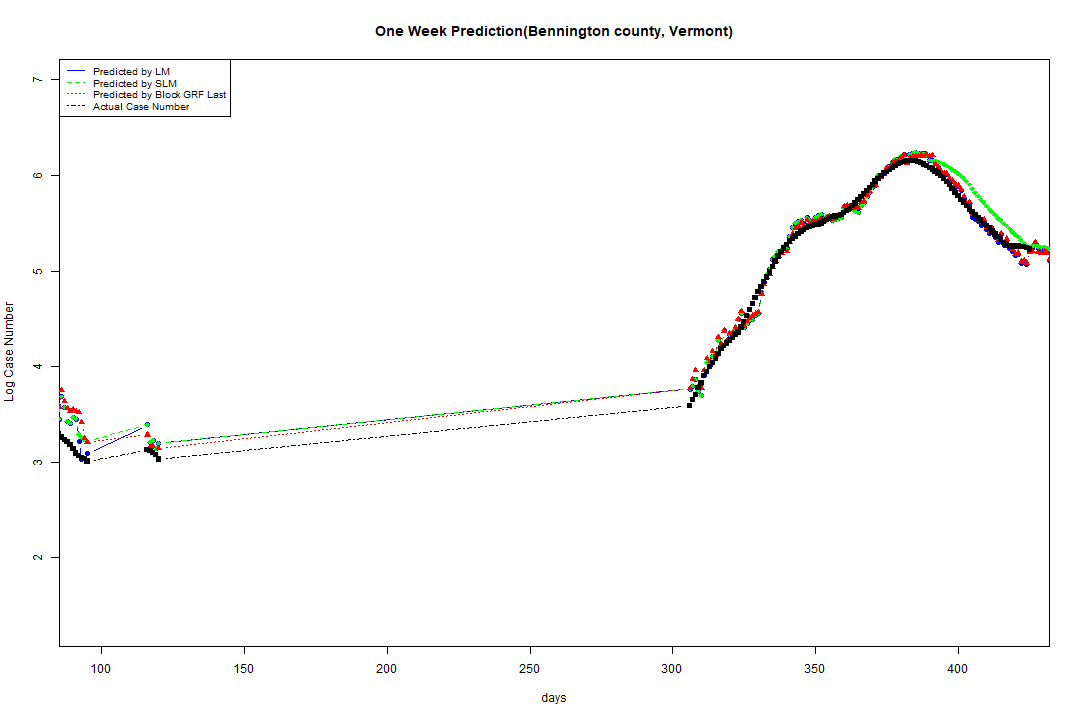 One Week Prediction(Bennington county, Vermont)
Predicted by LM
Predicted by SLM
Predicted by Block GRF Last
Actual Case Number
7
6
5
4
3
2
Log Case Number
100 150 200 250 300 350 400
days